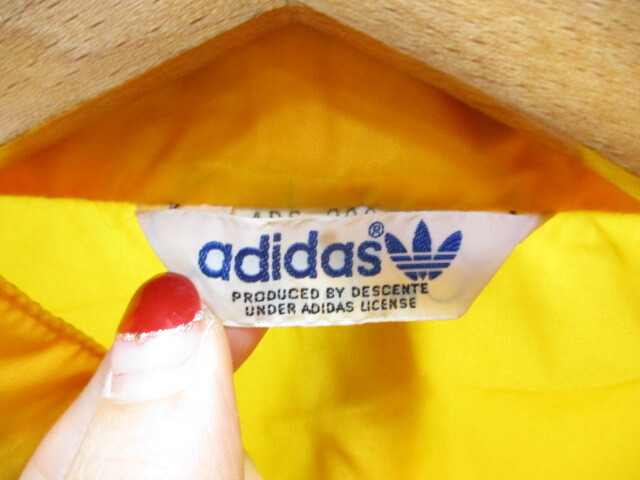 adidas®
PRODUCED BY DESCENTE
UNDER ADIDAS LICENSE